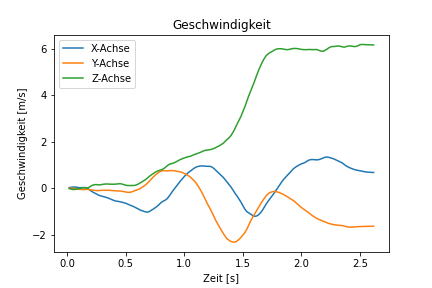 Geschwindigkeit
X-Achse
Y-Achse
Z-Achse
Geschwindigkeit [m/s]
6
4
2
0
−2
0.0 0.5 1.0 1.5 2.0 2.5
Zeit [s]